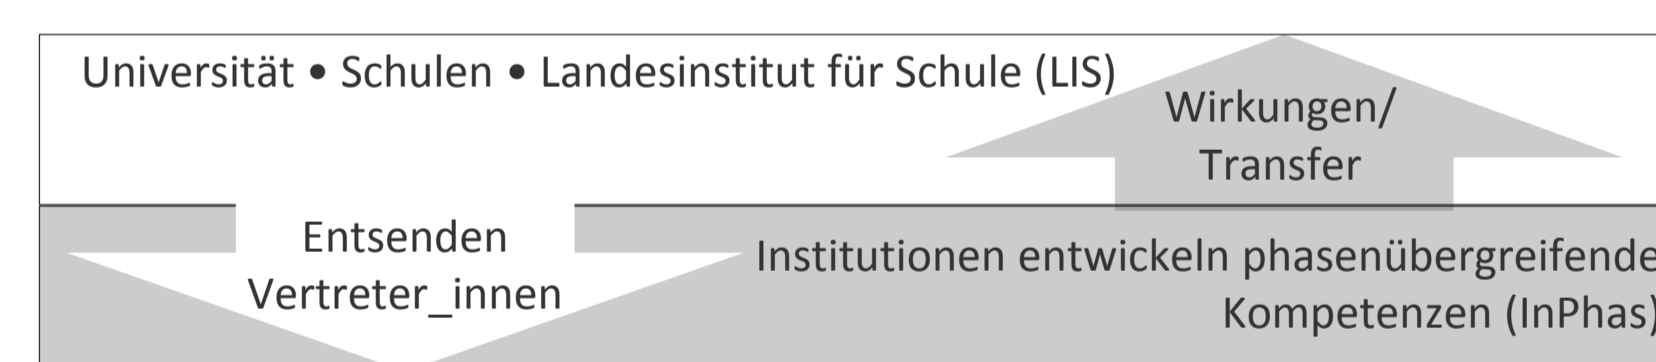 Universität • Schulen • Landesinstitut für Schule (LIS)
Wirkungen/
Transfer
Entsenden
Vertreter_innen
Institutionen entwickeln phasenübergreifende
Kompetenzen (InPhas)